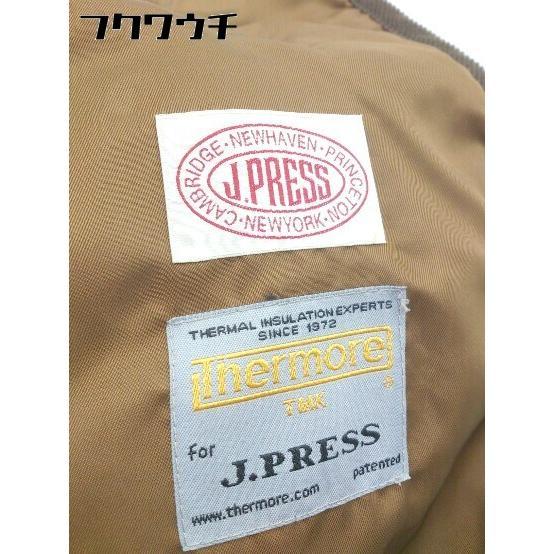 フクワウチ
CAMBRIDGE・NEWHAVEN・PRINCETON・NEWYORK・
J.PRESS
THERMAL INSULATION EXPERTS
SINCE 1972
Thermore
®
TMK
for
J.PRESS
patented
www.thermore.com